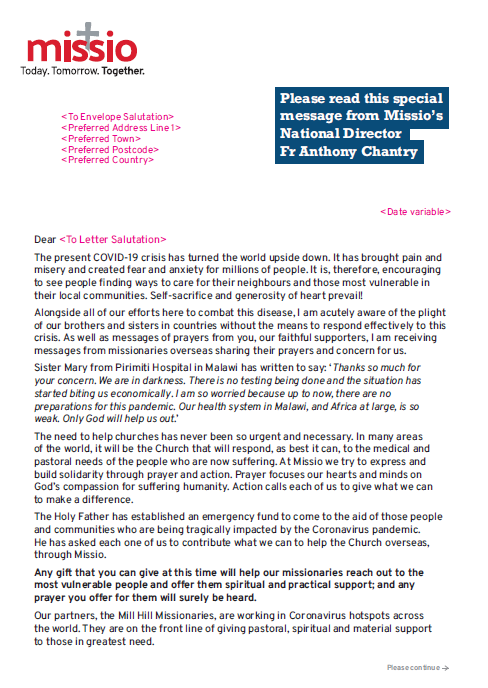 missio
Today. Tomorrow. Together.
Please read this special
message from Missio's
National Director
Fr Anthony Chantry
<To Envelope Salutation>
<Preferred Address Line 1>
<Preferred Town>
<Preferred Postcode>
<Preferred Country>
<Date variable>
Dear <To Letter Salutation>
The present COVID-19 crisis has turned the world upside down. It has brought pain and
misery and created fear and anxiety for millions of people. It is, therefore, encouraging
to see people finding ways to care for their neighbours and those most vulnerable in
their local communities. Self-sacrifice and generosity of heart prevail!
Alongside all of our efforts here to combat this disease, I am acutely aware of the plight
of our brothers and sisters in countries without the means to respond effectively to this
crisis. As well as messages of prayers from you, our faithful supporters, I am receiving
messages from missionaries overseas sharing their prayers and concern for us.
Sister Mary from Pirimiti Hospital in Malawi has written to say: 'Thanks so much for
your concern. We are in darkness. There is no testing being done and the situation has
started biting us economically. I am so worried because up to now, there are no
preparations for this pandemic. Our health system in Malawi, and Africa at large, is so
weak. Only God will help us out.'
The need to help churches has never been so urgent and necessary. In many areas
of the world, it will be the Church that will respond, as best it can, to the medical and
pastoral needs of the people who are now suffering. At Missio we try to express and
build solidarity through prayer and action. Prayer focuses our hearts and minds on
God's compassion for suffering humanity. Action calls each of us to give what we can
to make a difference.
The Holy Father has established an emergency fund to come to the aid of those people
and communities who are being tragically impacted by the Coronavirus pandemic.
He has asked each one of us to contribute what we can to help the Church overseas,
through Missio.
Any gift that you can give at this time will help our missionaries reach out to the
most vulnerable people and offer them spiritual and practical support; and any
prayer you offer for them will surely be heard.
Our partners, the Mill Hill Missionaries, are working in Coronavirus hotspots across
the world. They are on the front line of giving pastoral, spiritual and material support
to those in greatest need.
Please continue